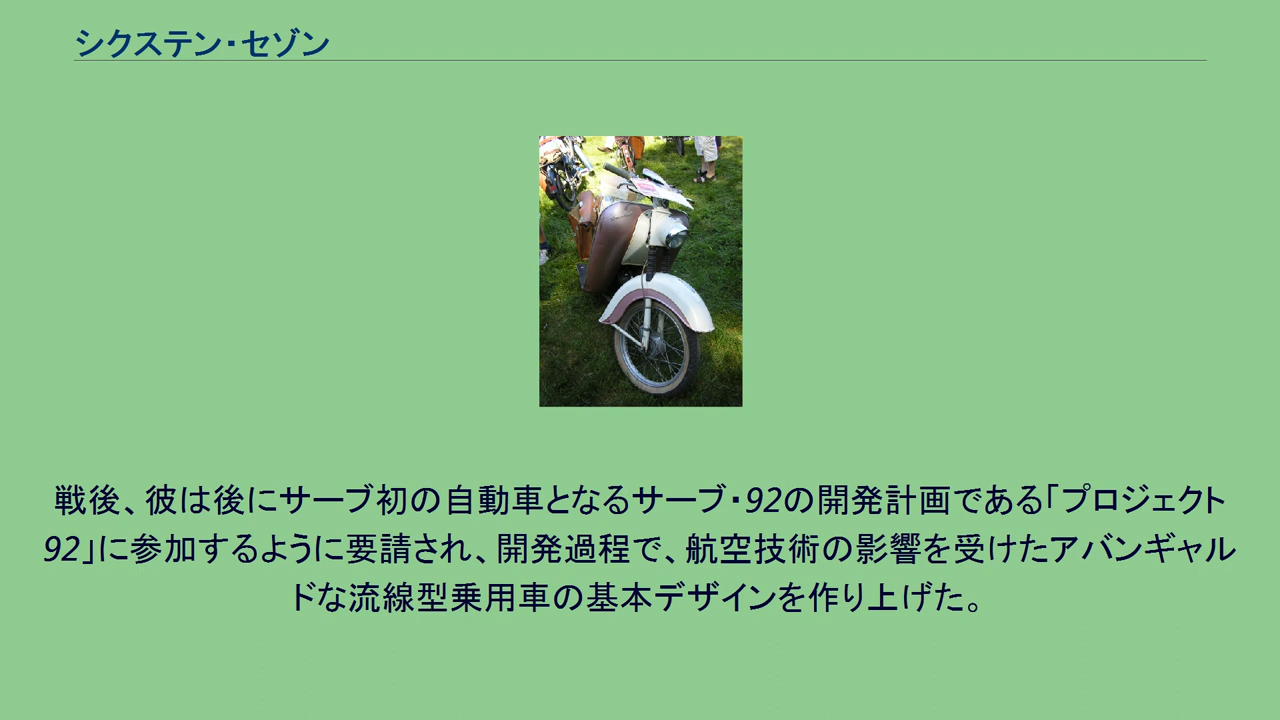 シクステン・セゾン
戦後、彼は後にサーブ初の自動車となるサーブ・92の開発計画である「プロジェクト
92」に参加するように要請され、開発過程で、航空技術の影響を受けたアバンギャル
ドな流線型乗用車の基本デザインを作り上げた。